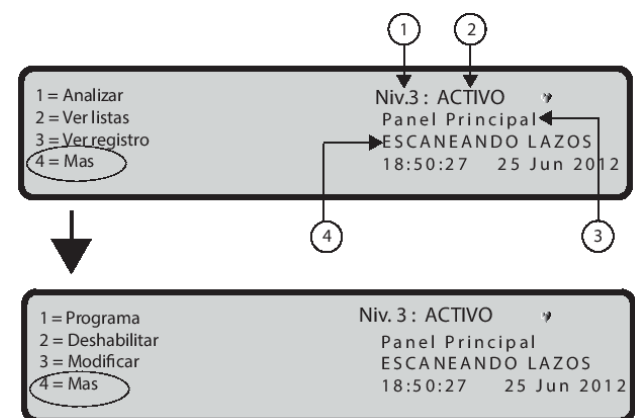 1 2
1 = Analizar
2 = Ver listas
3 = Ver registro
4 = Mas
Niv.3 : ACTIVO
Panel Principal
ESCANEANDO LAZOS
18:50:27 25 Jun 2012
4 3
1 = Programa
2 = Deshabilitar
3 = Modificar
4 = Mas
Niv. 3 : ACTIVO
Panel Principal
ESCANEANDO LAZOS
18:50:27 25 Jun 2012